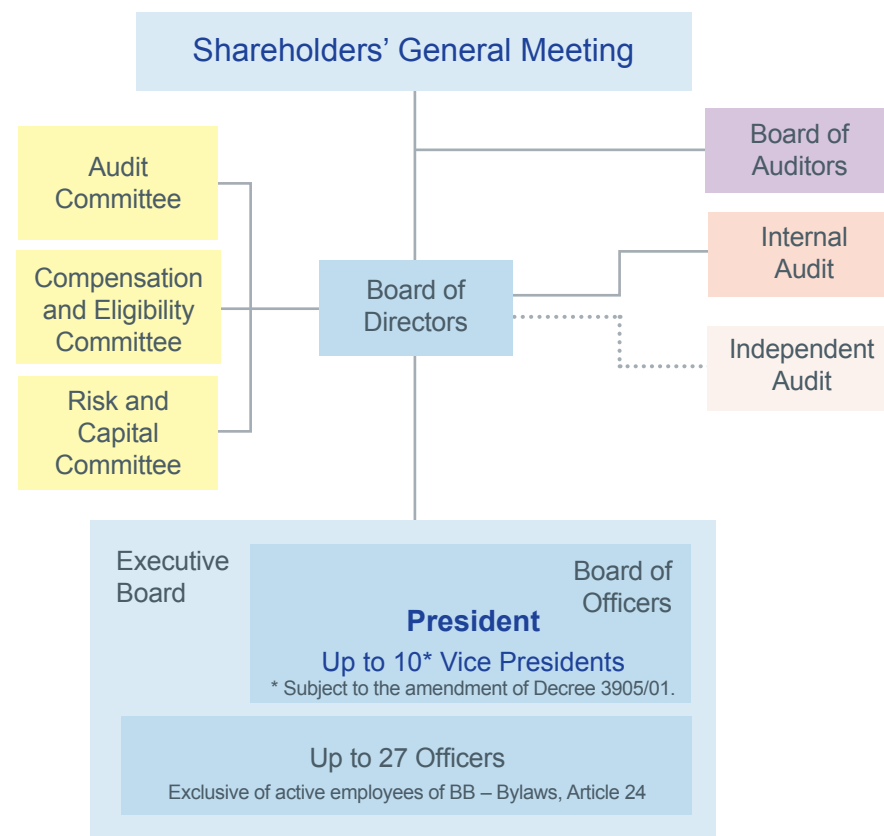 Shareholders’ General Meeting
Board of
Auditors
Audit
Committee
Internal
Audit
Compensation
and Eligibility
Committee
Board of
Directors
Independent
Audit
Risk and
Capital
Committee
Executive
Board
Board of
Officers
President
Up to 10* Vice Presidents
* Subject to the amendment of Decree 3905/01.
Up to 27 Officers
Exclusive of active employees of BB – Bylaws, Article 24